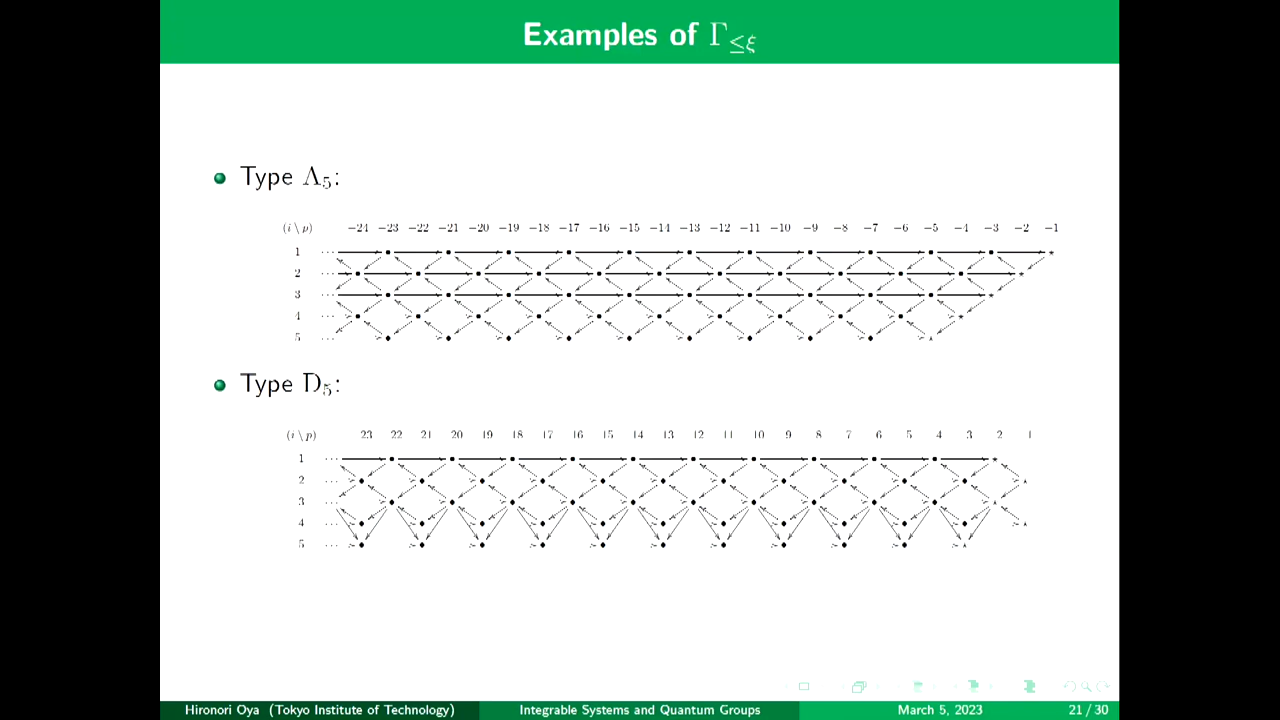 Examples of Γ≤ξ
Type A₅:
(i \ p) −24 −23 −22 −21 −20 −19 −18 −17 −16 −15 −14 −13 −12 −11 −10 −9 −8 −7 −6 −5 −4 −3 −2 −1
1
2
3
4
5
Type D₅:
(i \ p) 23 22 21 20 19 18 17 16 15 14 13 12 11 10 9 8 7 6 5 4 3 2 1
1
2
3
4
5
Hironori Oya (Tokyo Institute of Technology) Integrable Systems and Quantum Groups March 5, 2023 21 / 30